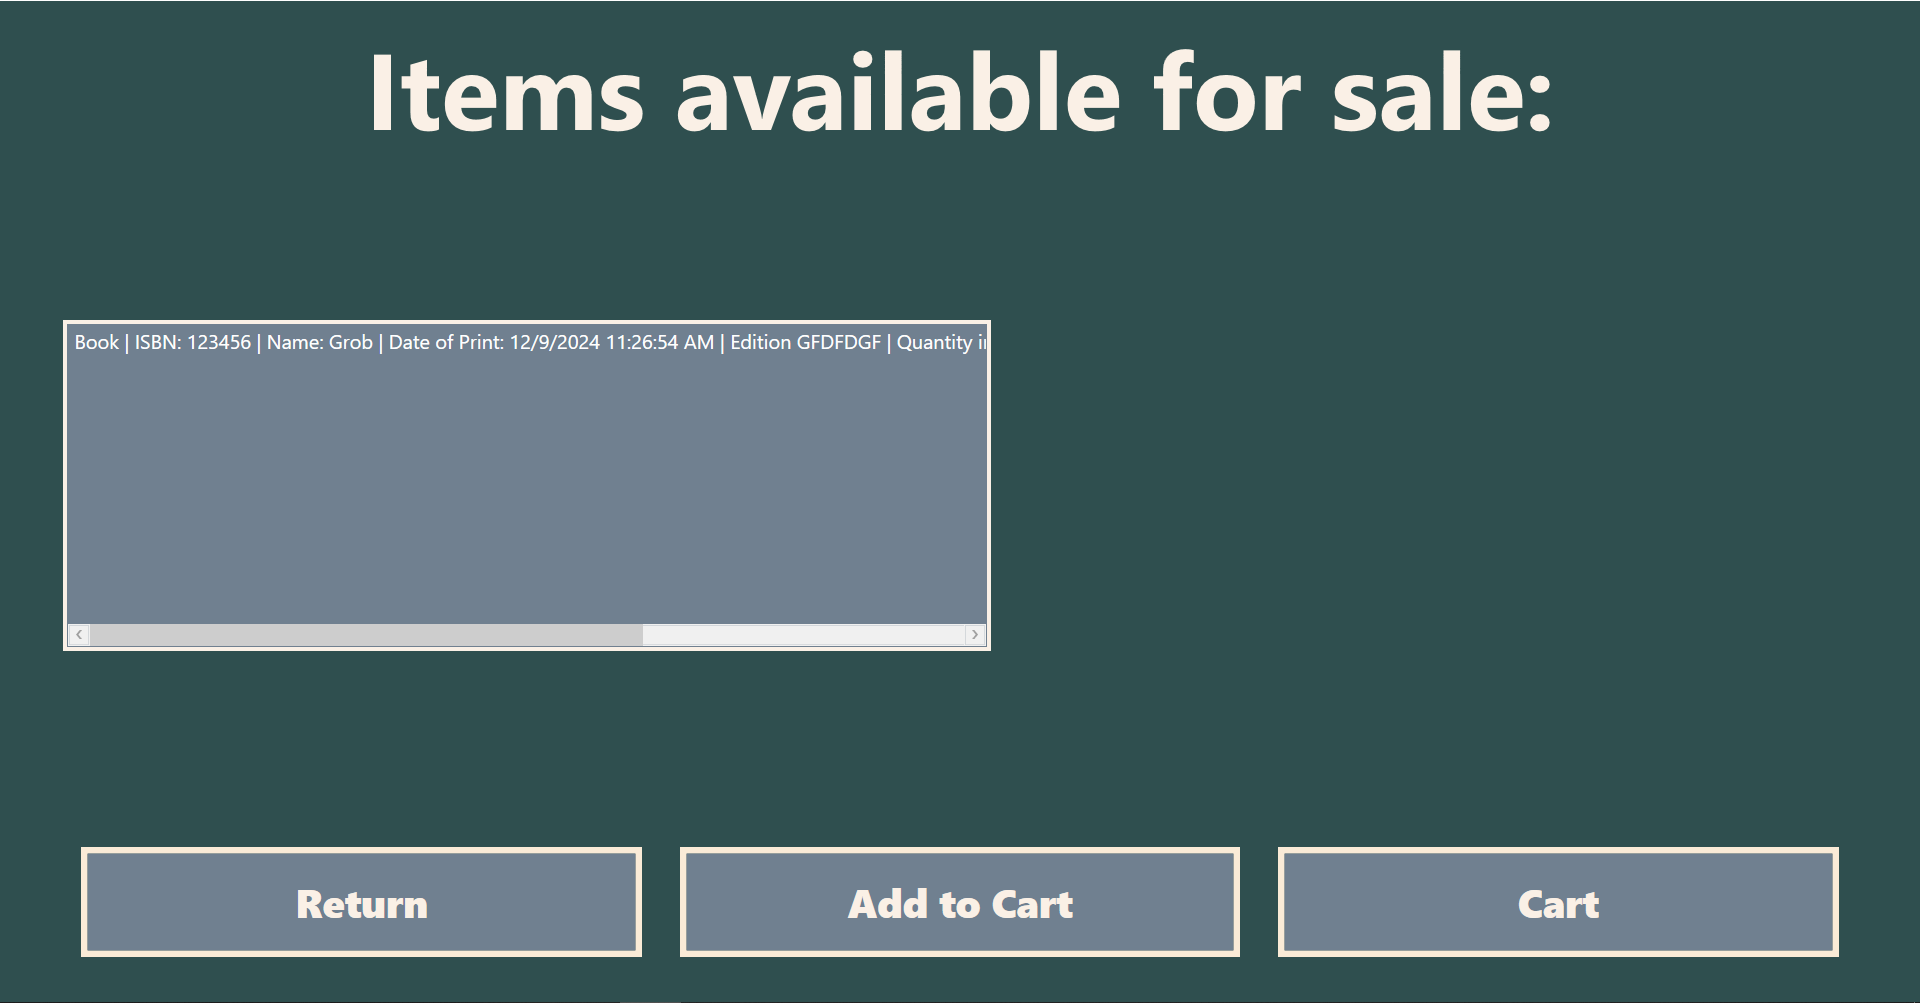 Items available for sale:
Book | ISBN: 123456 | Name: Grob | Date of Print: 12/9/2024 11:26:54 AM | Edition GFDFDGF | Quantity
Return
Add to Cart
Cart